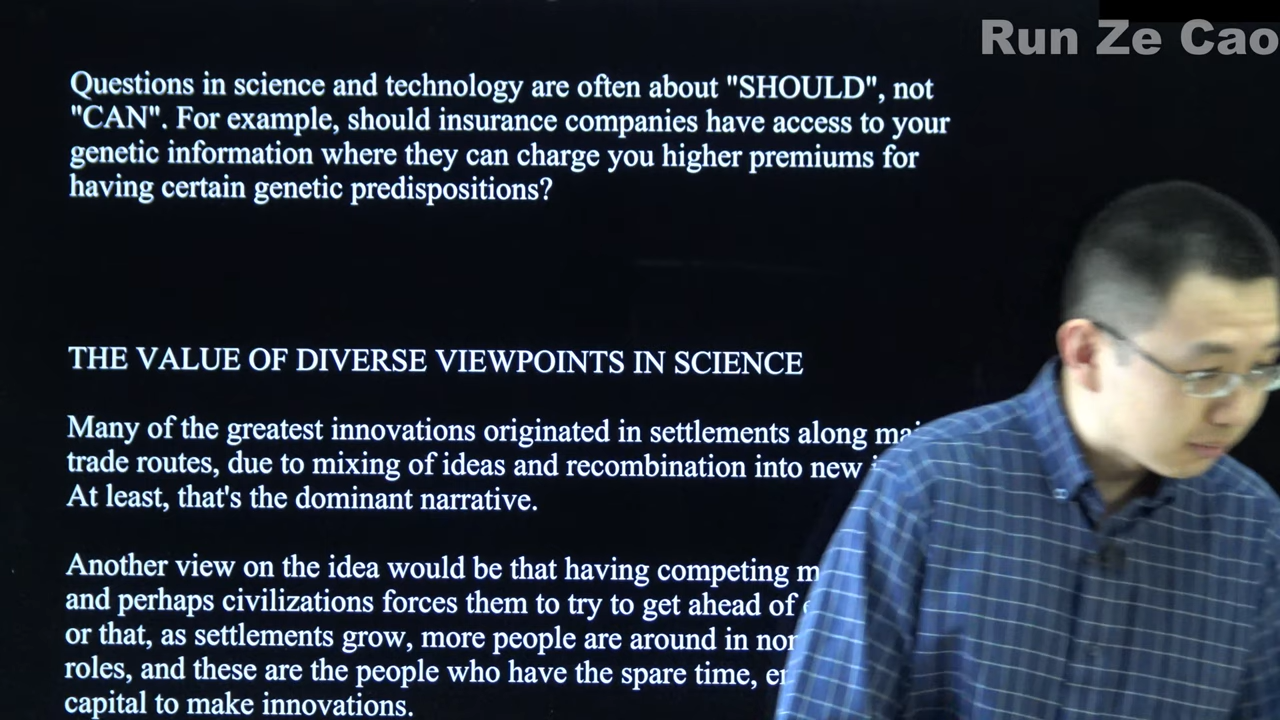 Run Ze Cao
Questions in science and technology are often about "SHOULD", not
"CAN". For example, should insurance companies have access to your
genetic information where they can charge you higher premiums for
having certain genetic predispositions?
THE VALUE OF DIVERSE VIEWPOINTS IN SCIENCE
Many of the greatest innovations originated in settlements along
trade routes, due to mixing of ideas and recombination into new
At least, that's the dominant narrative.
Another view on the idea would be that having competing
and perhaps civilizations forces them to try to get ahead of
or that, as settlements grow, more people are around in
roles, and these are the people who have the spare time,
capital to make innovations.